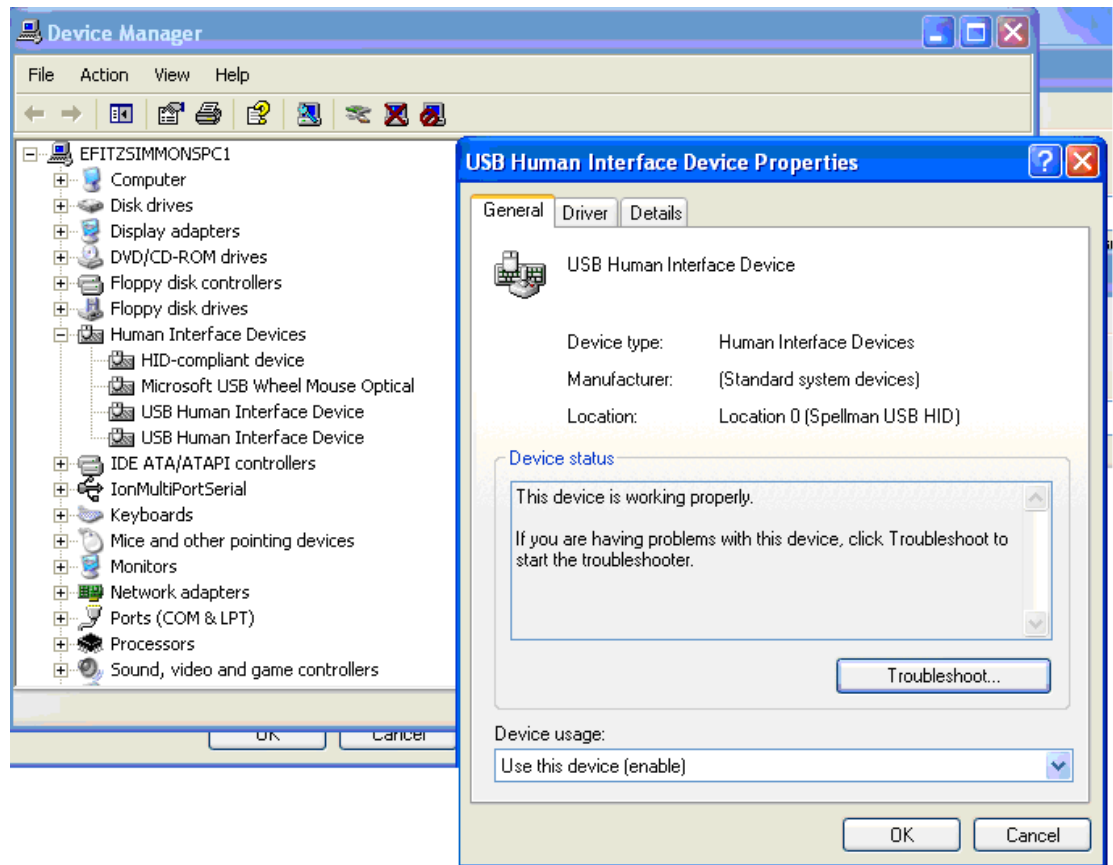 Device Manager
File Action View Help
EFITZSIMMONSPC1
Computer
Disk drives
Display adapters
DVD/CD-ROM drives
Floppy disk controllers
Floppy disk drives
Human Interface Devices
HID-compliant device
Microsoft USB Wheel Mouse Optical
USB Human Interface Device
USB Human Interface Device
IDE ATA/ATAPI controllers
IonMultiPortSerial
Keyboards
Mice and other pointing devices
Monitors
Network adapters
Ports (COM & LPT)
Processors
Sound, video and game controllers
OK Cancel
USB Human Interface Device Properties
General Driver Details
USB Human Interface Device
Device type: Human Interface Devices
Manufacturer: (Standard system devices)
Location: Location 0 (Spellman USB HID)
Device status
This device is working properly.
If you are having problems with this device, click Troubleshoot to
start the troubleshooter.
Troubleshoot...
Device usage:
Use this device (enable)
OK Cancel